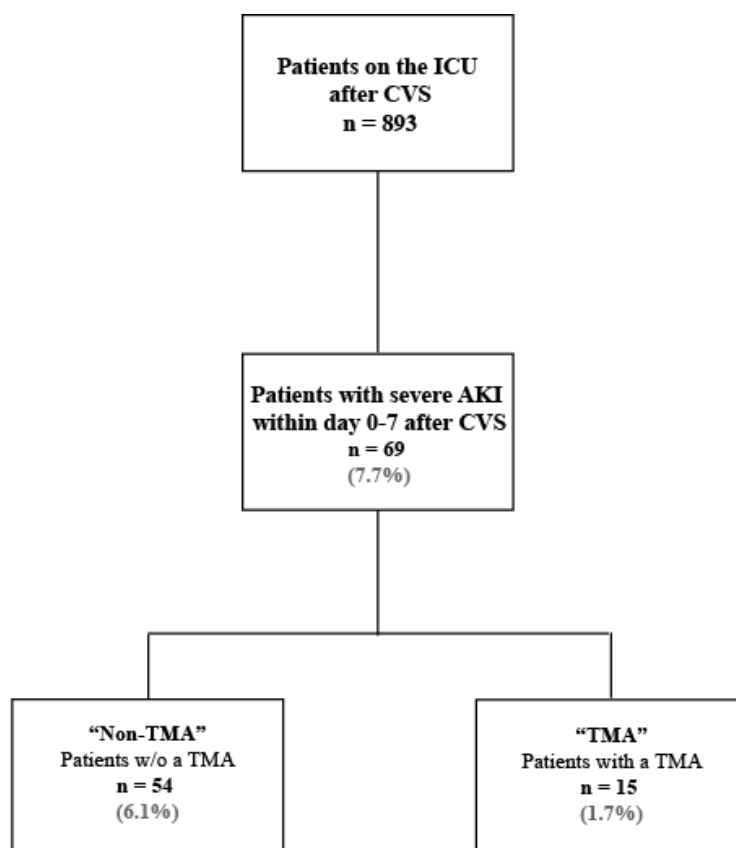 Patients on the ICU
after CVS
n = 893
Patients with severe AKI
within day 0-7 after CVS
n = 69
(7.7%)
“Non-TMA”
Patients w/o a TMA
n = 54
(6.1%)
“TMA”
Patients with a TMA
n = 15
(1.7%)